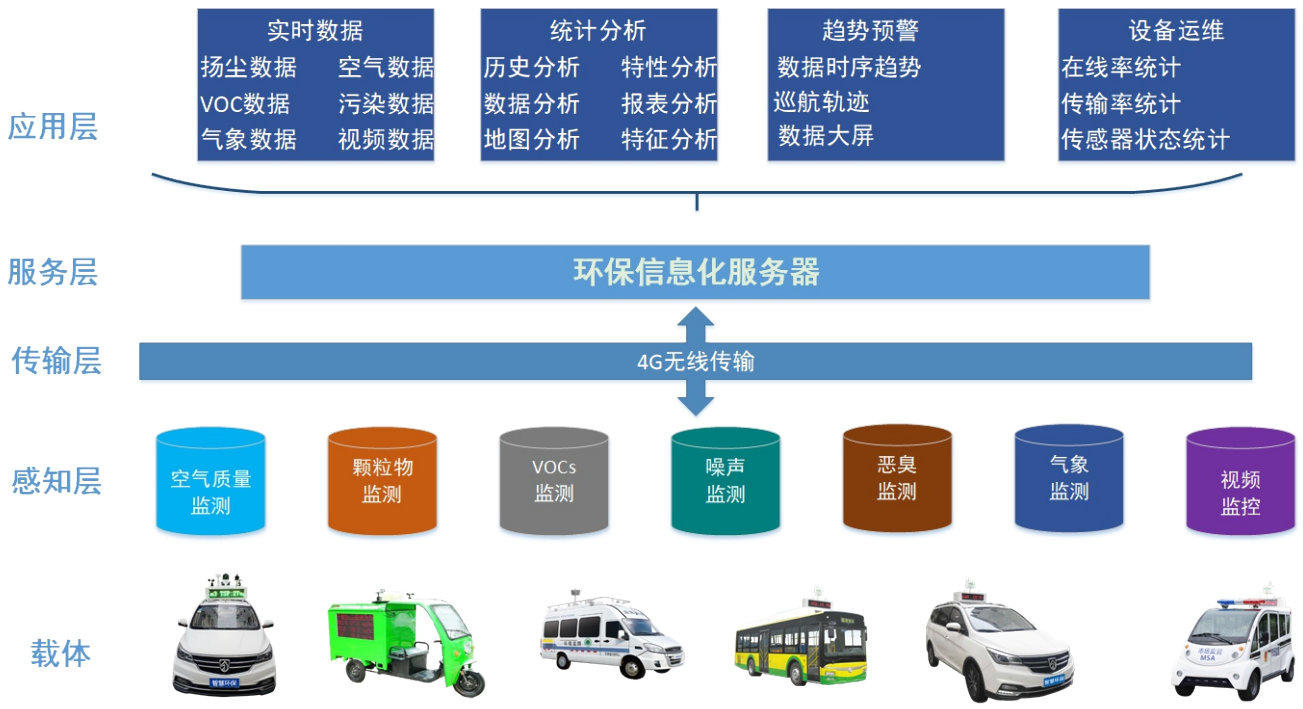 应用层
实时数据
扬尘数据 空气数据
VOC数据 污染数据
气象数据 视频数据
统计分析
历史分析 特性分析
数据分析 报表分析
地图分析 特征分析
趋势预警
数据时序趋势
巡航轨迹
数据大屏
设备运维
在线率统计
传输率统计
传感器状态统计
服务层
环保信息化服务器
传输层
4G无线传输
感知层
空气质量
监测
颗粒物
监测
VOCs
监测
噪声
监测
恶臭
监测
气象
监测
视频
监控
载体
智慧环保
智慧环保
MSA